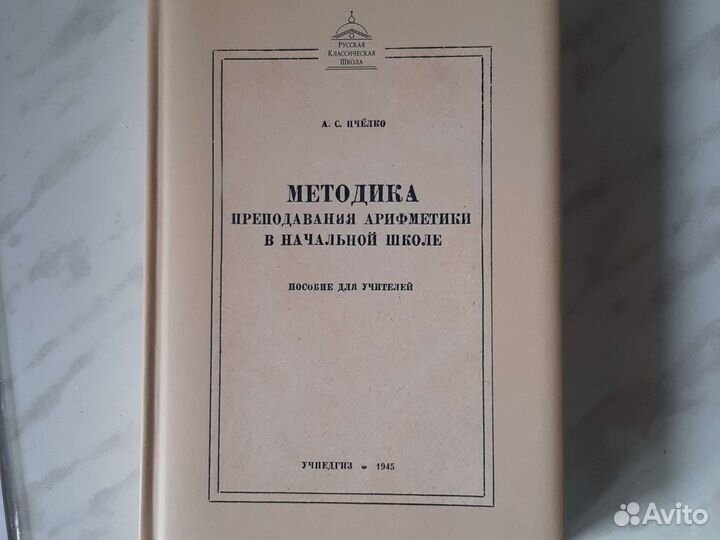 Русская
Классическая
Школа
А. С. ПЧЁЛКО
МЕТОДИКА
ПРЕПОДАВАНИЯ АРИФМЕТИКИ
В НАЧАЛЬНОЙ ШКОЛЕ
ПОСОБИЕ ДЛЯ УЧИТЕЛЕЙ
УЧПЕДГИЗ • 1945
Avito